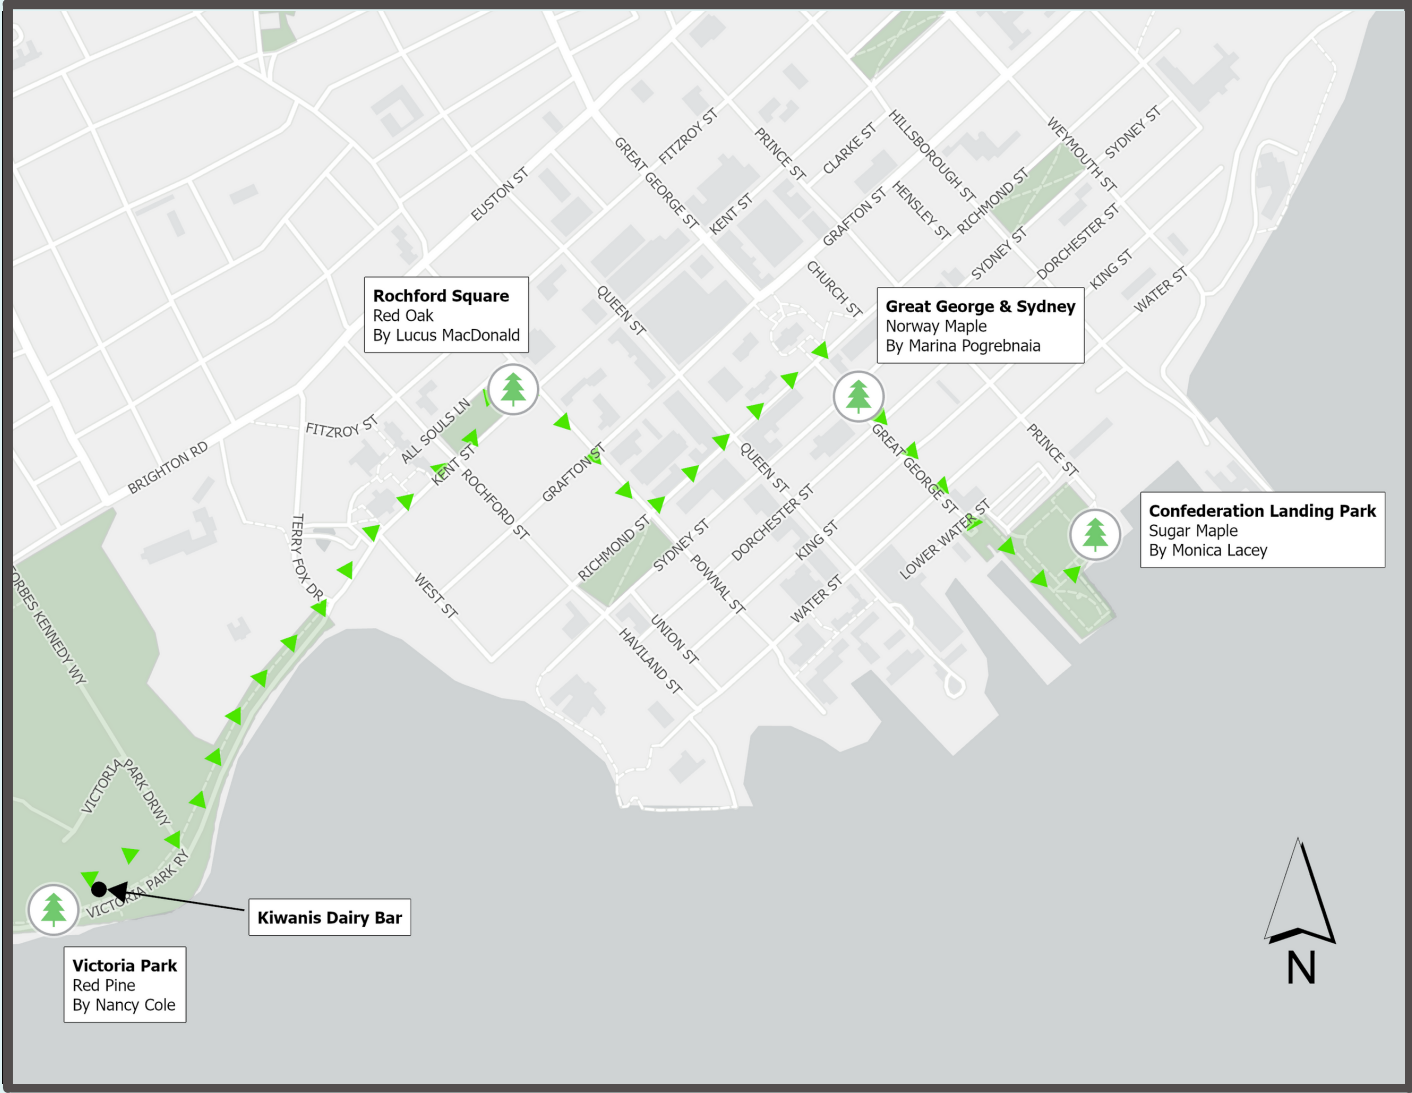 FITZROY ST
PRINCE ST
CLARKE ST
HILLSBOROUGH ST
WEYMOUTH ST
SYDNEY ST
GREAT GEORGE ST
EUSTON ST
KENT ST
GRAFTON ST
HENSLEY ST
RICHMOND ST
SYDNEY ST
DORCHESTER ST
KING ST
WATER ST
CHURCH ST
QUEEN ST
Rochford Square
Red Oak
By Lucus MacDonald
Great George & Sydney
Norway Maple
By Marina Pogrebnaia
FITZROY ST
ALL SOULS LN
BRIGHTON RD
KENT ST
ROCHFORD ST
GRAFTON ST
QUEEN ST
GREAT GEORGE ST
PRINCE ST
TERRY FOX DR
RICHMOND ST
SYDNEY ST
DORCHESTER ST
KING ST
LOWER WATER ST
Confederation Landing Park
Sugar Maple
By Monica Lacey
WEST ST
POWNAL ST
WATER ST
UNION ST
HAVILAND ST
ORBES KENNEDY WY
VICTORIA
PARK DRWY
VICTORIA PARK RY
Kiwanis Dairy Bar
Victoria Park
Red Pine
By Nancy Cole
N